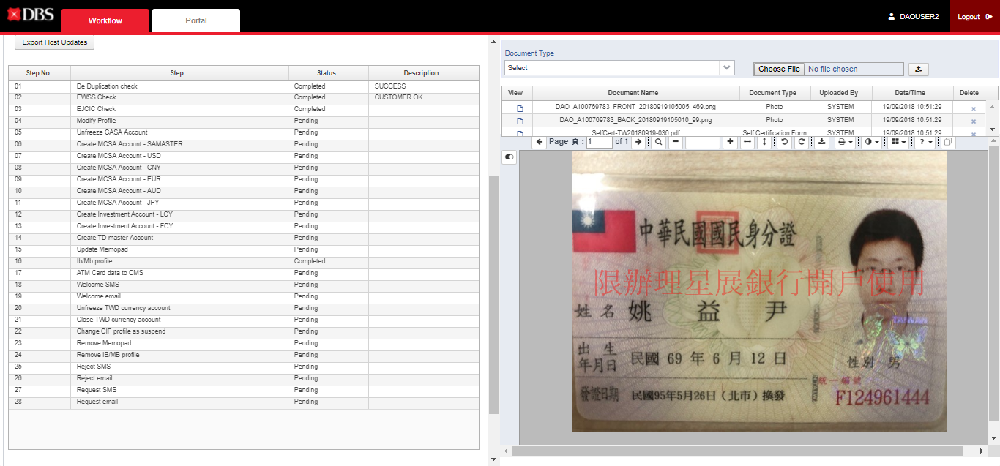 DBS
Workflow
Portal
DAOUSER2
Logout
Export Host Updates
Step No Step Status Description
01 De Duplication check Completed SUCCESS
02 EWSS Check Completed CUSTOMER OK
03 EJCIC Check Completed
04 Modify Profile Pending
05 Unfreeze CASA Account Pending
06 Create MCSA Account - SAMASTER Pending
07 Create MCSA Account - USD Pending
08 Create MCSA Account - CNY Pending
09 Create MCSA Account - EUR Pending
10 Create MCSA Account - AUD Pending
11 Create MCSA Account - JPY Pending
12 Create Investment Account - LCY Pending
13 Create Investment Account - FCY Pending
14 Create TD master Account Pending
15 Update Memopad Pending
16 Ib/Mb profile Completed
17 ATM Card data to CMS Pending
18 Welcome SMS Pending
19 Welcome email Pending
20 Unfreeze TWD currency account Pending
21 Close TWD currency account Pending
22 Change CIF profile as suspend Pending
23 Remove Memopad Pending
24 Remove IB/MB profile Pending
25 Reject SMS Pending
26 Reject email Pending
27 Request SMS Pending
28 Request email Pending
Document Type
Select
Choose File No file chosen
View Document Name Document Type Uploaded By Date/Time Delete
DAO_A100769783_FRONT_20180919105005_469.png Photo SYSTEM 19/09/2018 10:51:29
DAO_A100769783_BACK_20180919105010_99.png Photo SYSTEM 19/09/2018 10:51:29
SelfCert-TW20180919-036.pdf Self Certification Form SYSTEM 19/09/2018 10:51:29
Page 頁 : 1 of 1
中華民國國民身分證
限辦理星展銀行開戶使用
姓名 姚益尹
TAIWAN
出生
年月日 民國 69 年 6 月 12 日
性別 男
統一編號
發證日期 民國95年5月26日（北市）換發
F124961444